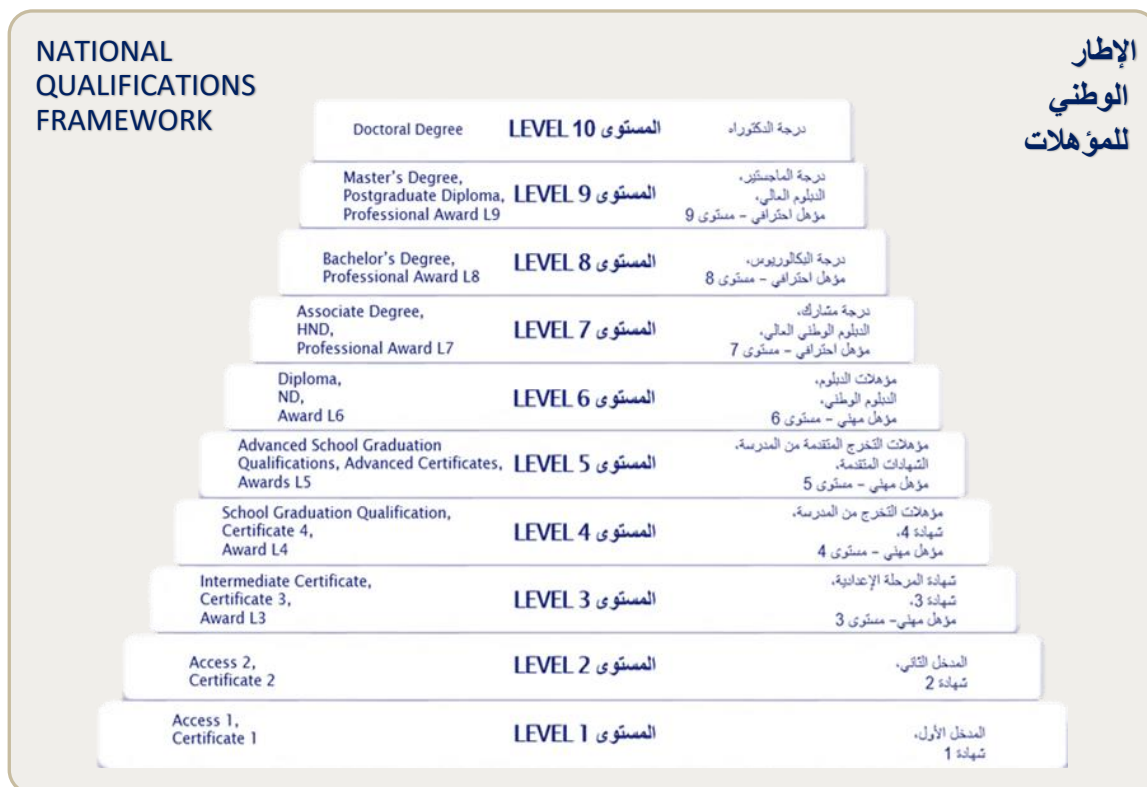 NATIONAL
QUALIFICATIONS
FRAMEWORK
الإطار
الوطني
للمؤهلات
Doctoral Degree
LEVEL 10 المستوى
درجة الدكتوراه
Master's Degree,
Postgraduate Diploma,
Professional Award L9
LEVEL 9 المستوى
درجة الماجستير،
الدبلوم العالي،
مؤهل احترافي – مستوى 9
Bachelor's Degree,
Professional Award L8
LEVEL 8 المستوى
درجة البكالوريوس،
مؤهل احترافي – مستوى 8
Associate Degree,
HND,
Professional Award L7
LEVEL 7 المستوى
درجة مشارك،
الدبلوم الوطني العالي،
مؤهل احترافي – مستوى 7
Diploma,
ND,
Award L6
LEVEL 6 المستوى
مؤهلات الدبلوم،
الدبلوم الوطني،
مؤهل مهني – مستوى 6
Advanced School Graduation
Qualifications, Advanced Certificates,
Awards L5
LEVEL 5 المستوى
مؤهلات التخرج المتقدمة من المدرسة،
الشهادات المتقدمة،
مؤهل مهني – مستوى 5
School Graduation Qualification,
Certificate 4,
Award L4
LEVEL 4 المستوى
مؤهلات التخرج من المدرسة،
شهادة 4،
مؤهل مهني – مستوى 4
Intermediate Certificate,
Certificate 3,
Award L3
LEVEL 3 المستوى
شهادة المرحلة الإعدادية،
شهادة 3،
مؤهل مهني– مستوى 3
Access 2,
Certificate 2
LEVEL 2 المستوى
المدخل الثاني،
شهادة 2
Access 1,
Certificate 1
LEVEL 1 المستوى
المدخل الأول،
شهادة 1